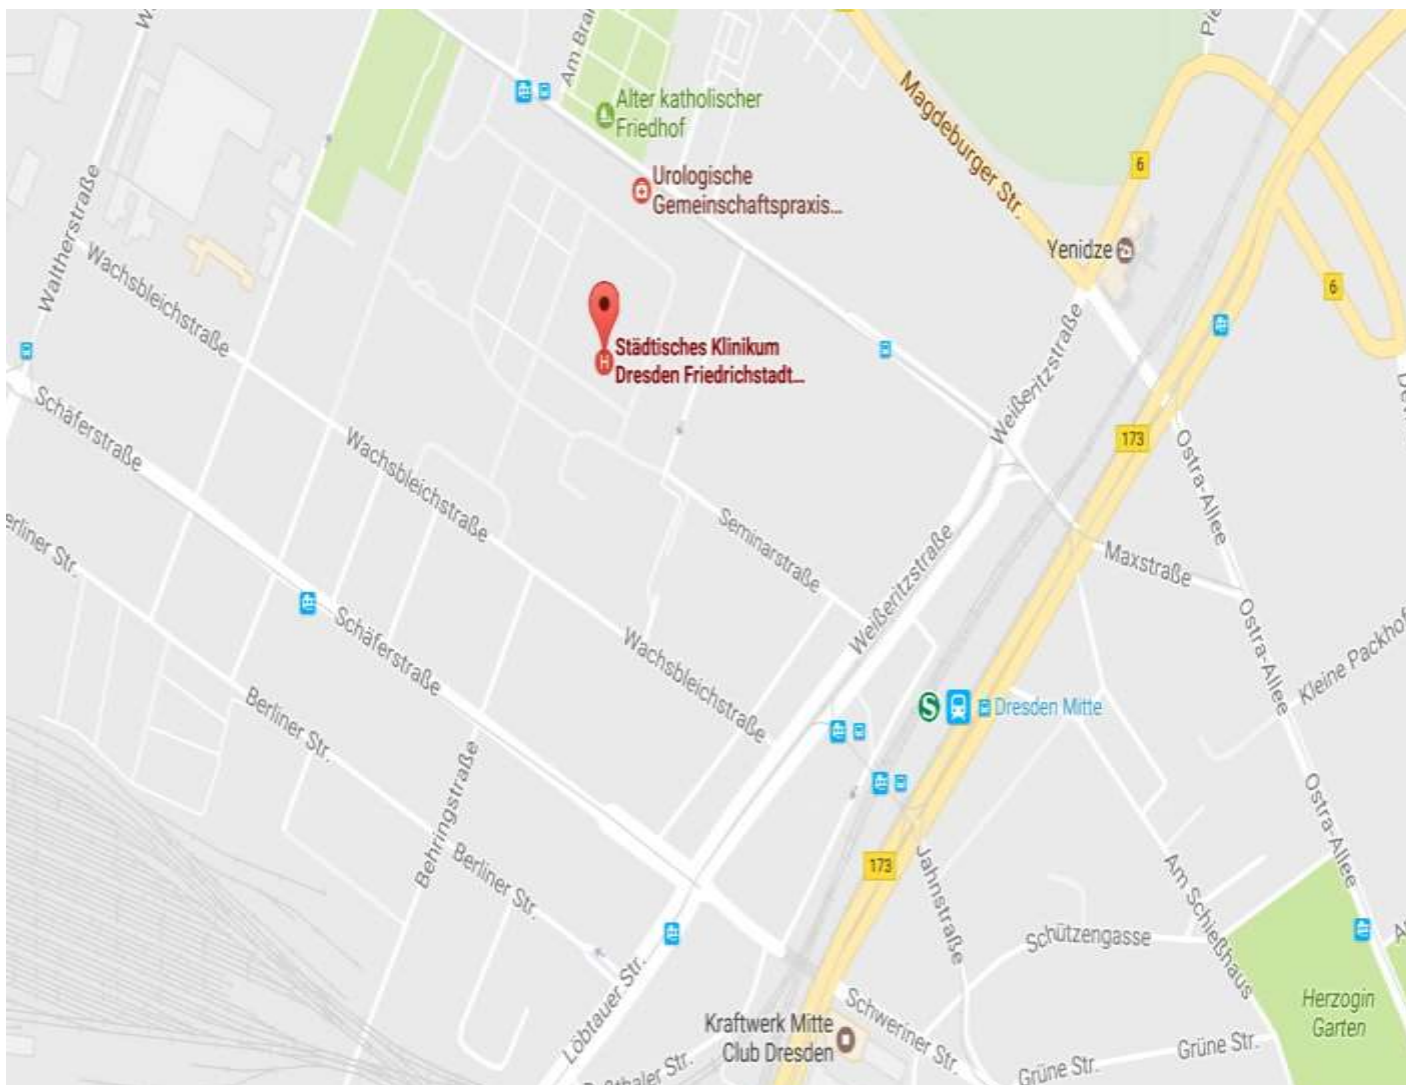 Am Bra
Alter katholischer
Friedhof
Magdeburger Str.
6
Urologische
Gemeinschaftspraxis...
Waltherstraße
Yenidze
Wachsbleichstraße
6
Städtisches Klinikum
Dresden Friedrichstadt...
H
Weißeritzstraße
Schäferstraße
173
Ostra-Allee
Wachsbleichstraße
Seminarstraße
erliner Str.
Maxstraße
Weißeritzstraße
Ostra-Allee
Kleine Packhof
Schäferstraße
Wachsbleichstraße
S
Dresden Mitte
Berliner Str.
Behringstraße
Ostra-Allee
173
Berliner Str.
Jahnstraße
Am Schießhaus
Schützengasse
Löbtauer Str.
Herzogin
Garten
Schweriner Str.
Kraftwerk Mitte
Club Dresden
Grüne Str.
Grüne Str.
thaler Str.